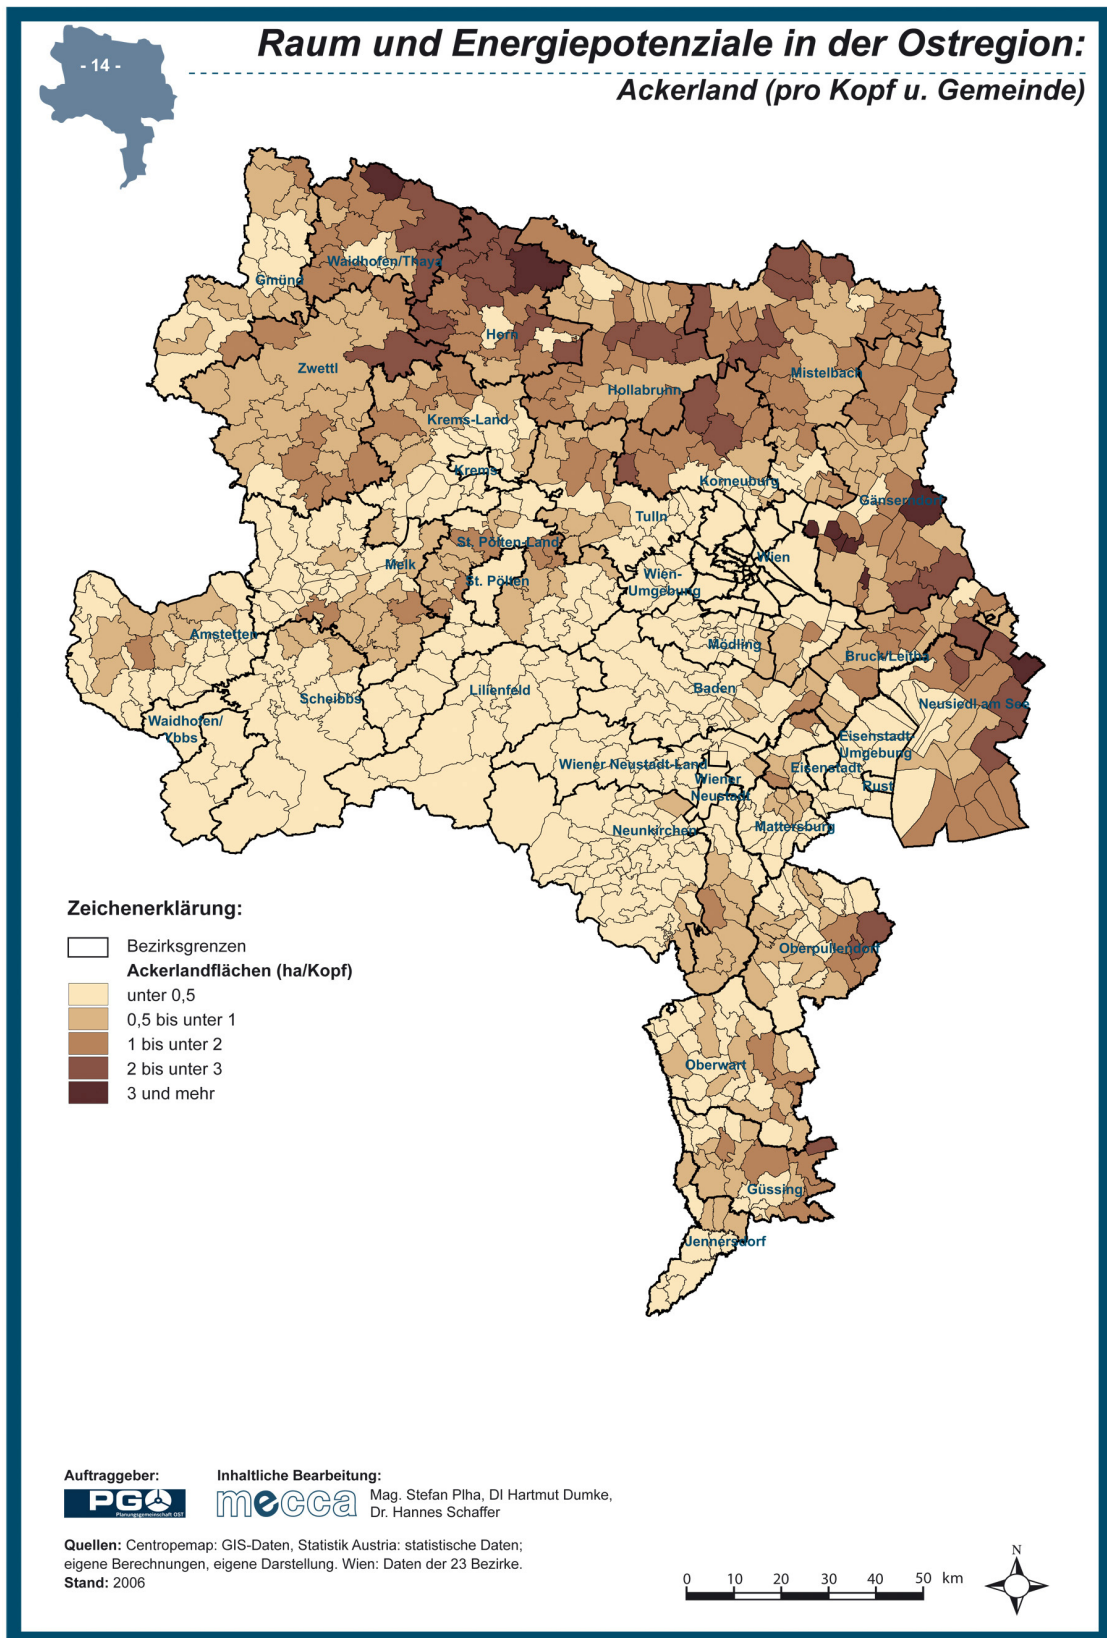 - 14 -
Raum und Energiepotenziale in der Ostregion:
Ackerland (pro Kopf u. Gemeinde)
Waidhofen/Thaya
Gmünd
Horn
Zwettl
Mistelbach
Hollabrunn
Krems-Land
Krems
Korneuburg
Gänserndorf
Tulln
St. Pölten-Land
Wien
Melk
St. Pölten
Wien-
Umgebung
Amstetten
Mödling
Bruck/Leitha
Lilienfeld
Baden
Scheibbs
Neusiedl am See
Waidhofen/
Ybbs
Eisenstadt-
Umgebung
Wiener Neustadt-Land
Eisenstadt
Wiener
Neustadt
Rust
Neunkirchen
Mattersburg
Oberpullendorf
Oberwart
Güssing
Jennersdorf
Zeichenerklärung:
Bezirksgrenzen
Ackerlandflächen (ha/Kopf)
unter 0,5
0,5 bis unter 1
1 bis unter 2
2 bis unter 3
3 und mehr
Auftraggeber:
PGO
Planungsgemeinschaft OST
Inhaltliche Bearbeitung:
mecca
Mag. Stefan Plha, DI Hartmut Dumke,
Dr. Hannes Schaffer
Quellen: Centropemap: GIS-Daten, Statistik Austria: statistische Daten;
eigene Berechnungen, eigene Darstellung. Wien: Daten der 23 Bezirke.
Stand: 2006
0 10 20 30 40 50 km
N